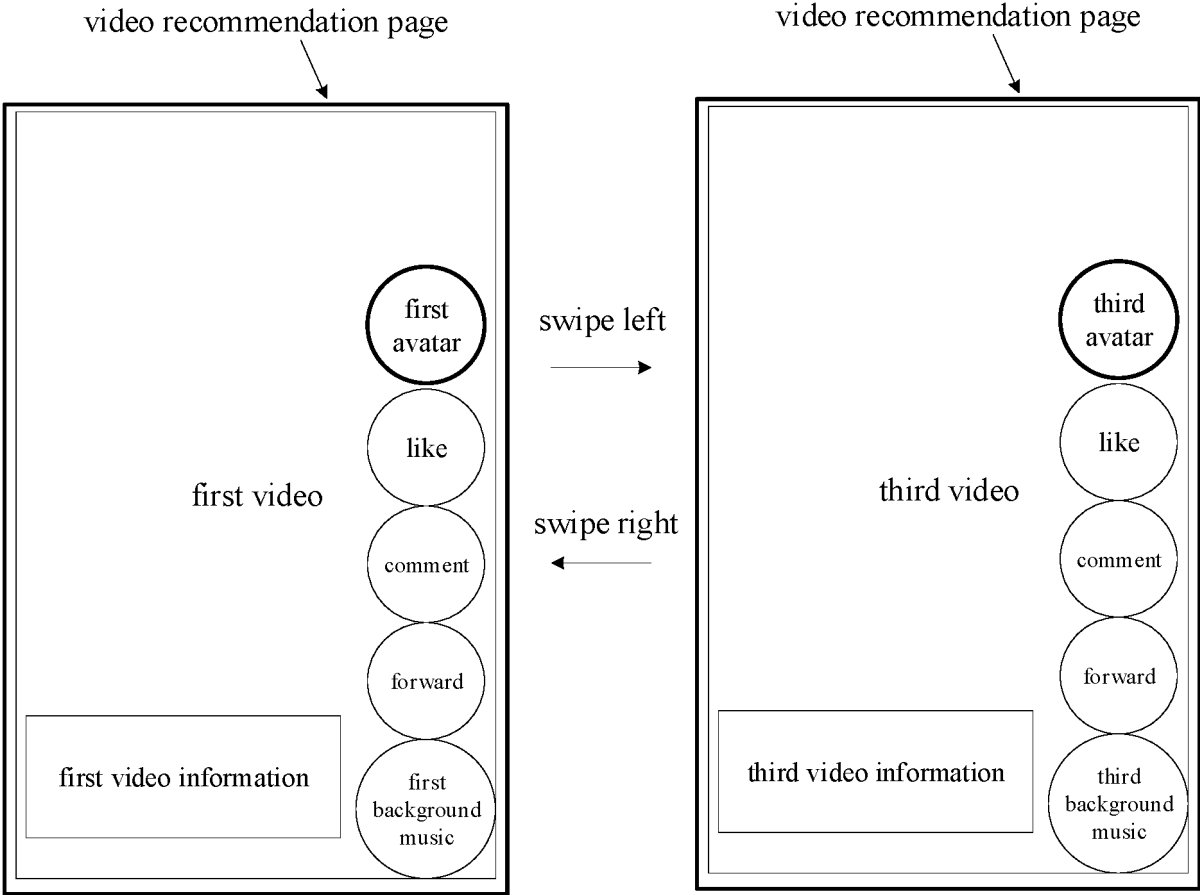 video recommendation page
first
avatar
like
first video
comment
forward
first video information
first
background
music
swipe left
swipe right
video recommendation page
third
avatar
like
third video
comment
forward
third video information
third
background
music